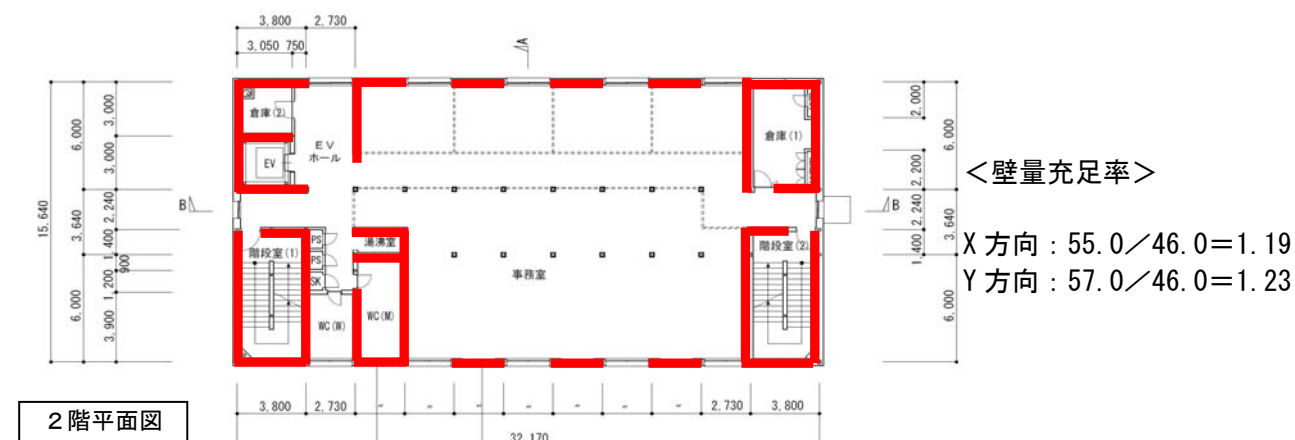 3,800 2,730
3,050 750
A
倉庫(2)
EV
ホール
EV
倉庫(1)
B
B
15,640
6,000
3,640
6,000
3,000
3,000
2,240
1,400
900
1,200
3,900
2,000
2,200
2,240
1,400
6,000
3,640
6,000
階段室(1)
PS
PS
SK
湯沸室
WC(W)
WC(M)
事務室
階段室(2)
<壁量充足率>
X方向:55.0/46.0=1.19
Y方向:57.0/46.0=1.23
3,800 2,730 〃 〃 〃 〃 〃 〃 〃 2,730 3,800
32,170
2階平面図